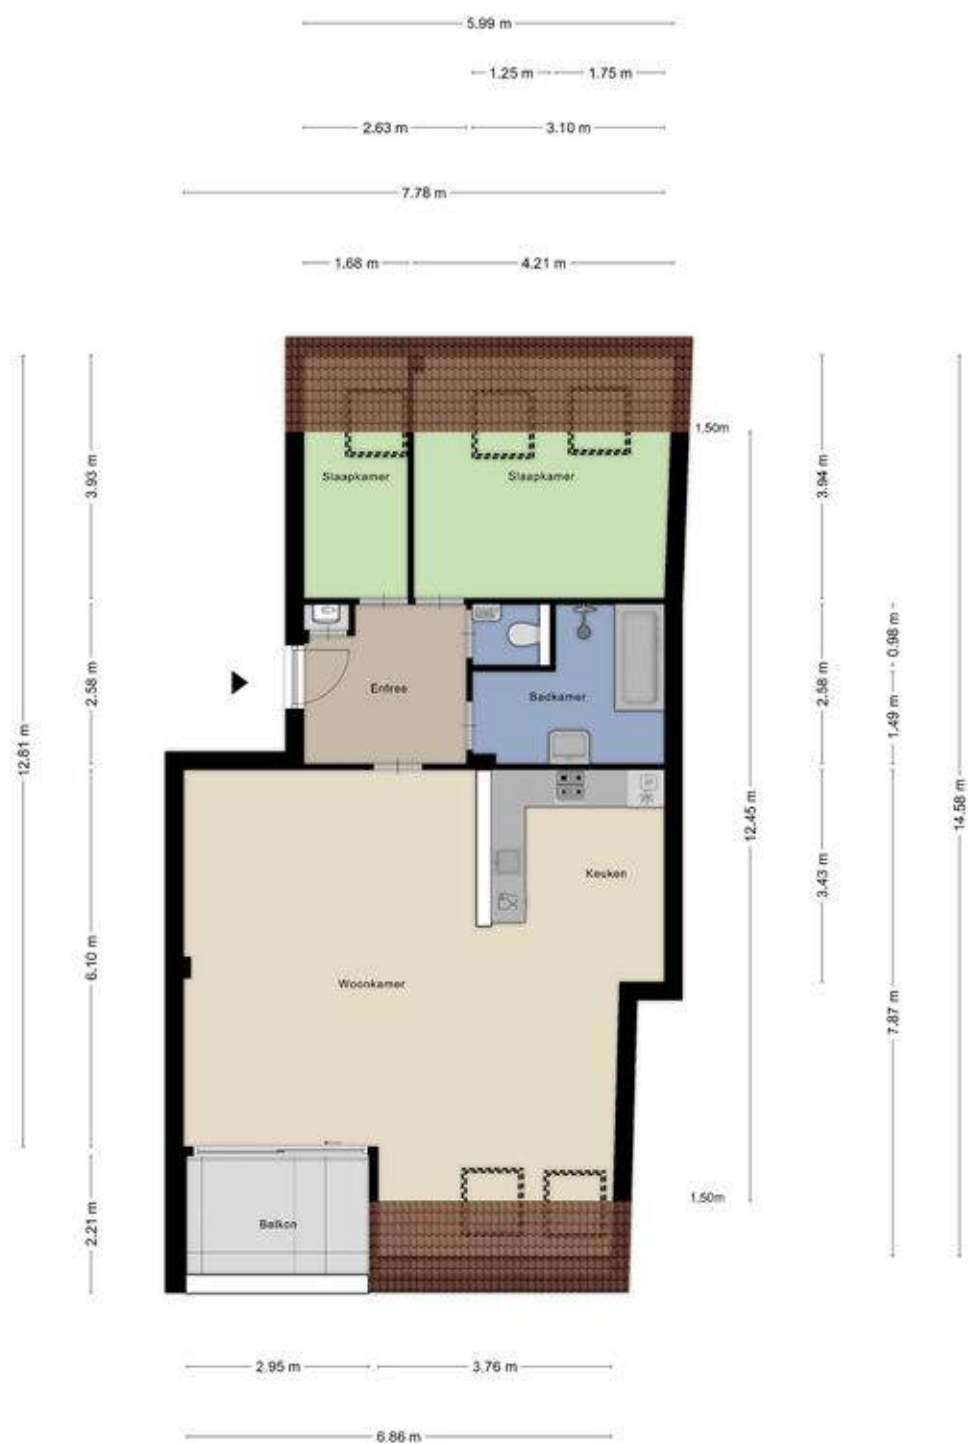 5.99 m
1.25 m
1.75 m
2.63 m
3.10 m
7.78 m
1.68 m
4.21 m
1,50m
Slaapkamer
Slaapkamer
3.93 m
3.94 m
0.98 m
Entree
Badkamer
2.58 m
2.58 m
1.49 m
12.81 m
12.45 m
14.58 m
Keuken
3.43 m
6.10 m
Woonkamer
7.87 m
1,50m
Balkon
2.21 m
2.95 m
3.76 m
6.86 m